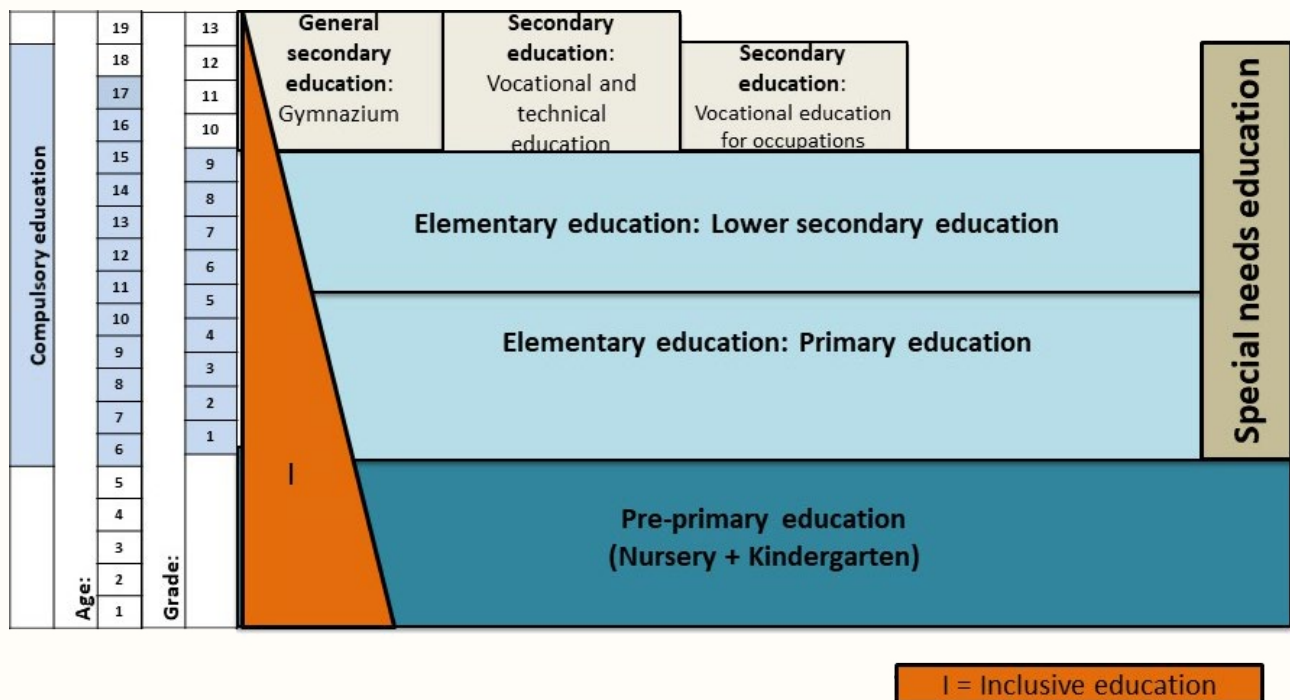 Compulsory education
Age:
19
18
17
16
15
14
13
12
11
10
9
8
7
6
5
4
3
2
1
Grade:
13
12
11
10
9
8
7
6
5
4
3
2
1
General
secondary
education:
Gymnazium
Secondary
education:
Vocational and
technical
education
Secondary
education:
Vocational education
for occupations
Elementary education: Lower secondary education
Elementary education: Primary education
Pre-primary education
(Nursery + Kindergarten)
I
Special needs education
I = Inclusive education